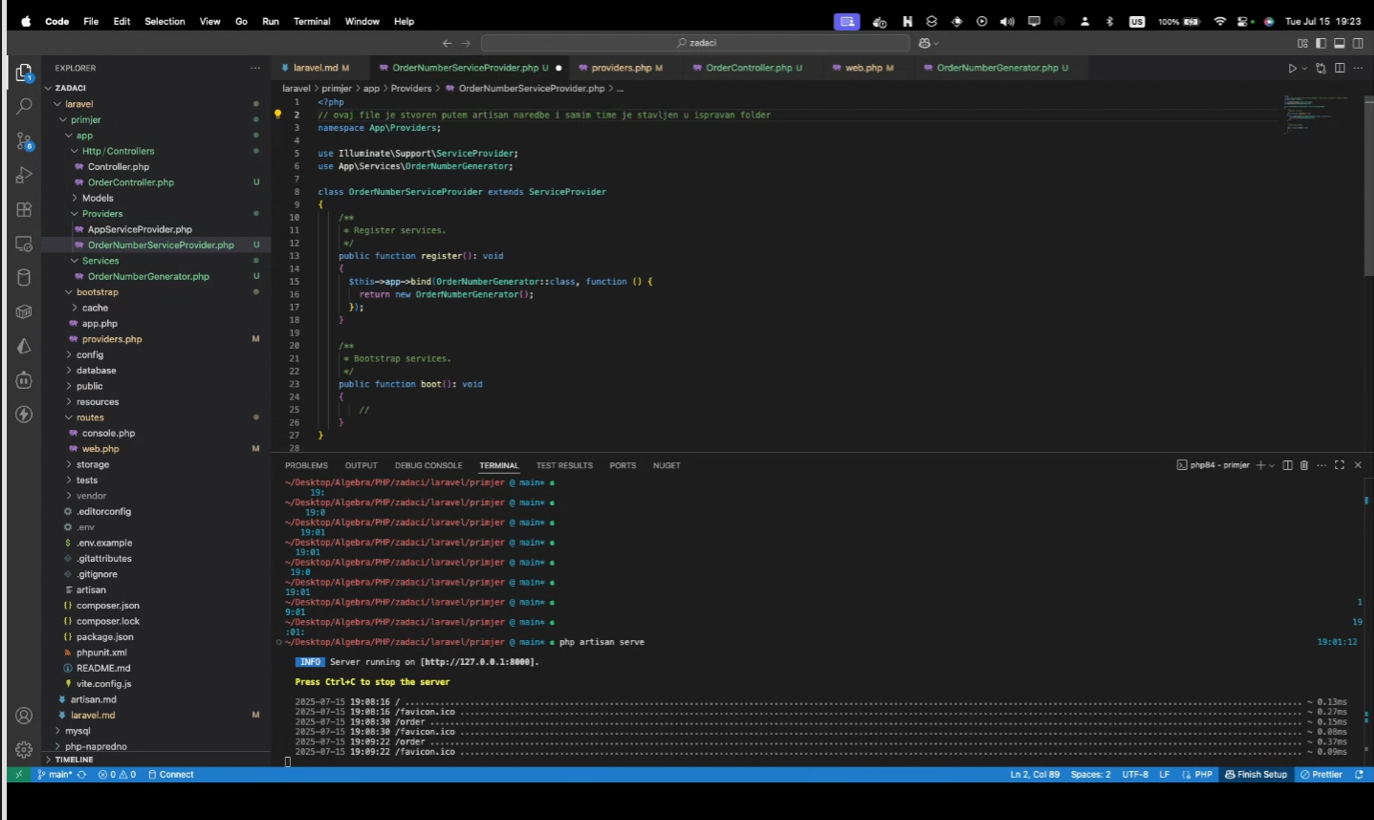 Code File Edit Selection View Go Run Terminal Window Help US 100% Tue Jul 15 19:23
zadaci
EXPLORER
laravel.md M OrderNumberServiceProvider.php U providers.php M OrderController.php U web.php M OrderNumberGenerator.php U
laravel > primjer > app > Providers > OrderNumberServiceProvider.php > ...
ZADACI
laravel
primjer
app
Http / Controllers
Controller.php
OrderController.php U
Models
Providers
AppServiceProvider.php
OrderNumberServiceProvider.php U
Services
OrderNumberGenerator.php U
bootstrap
cache
app.php
providers.php M
config
database
public
resources
routes
console.php
web.php M
storage
tests
vendor
.editorconfig
.env
.env.example
.gitattributes
.gitignore
artisan
composer.json
composer.lock
package.json
phpunit.xml
README.md
vite.config.js
artisan.md
laravel.md M
mysql
php-napredno
TIMELINE
1 <?php
2 // ovaj file je stvoren putem artisan naredbe i samim time je stavljen u ispravan folder
3 namespace App\Providers;
4
5 use Illuminate\Support\ServiceProvider;
6 use App\Services\OrderNumberGenerator;
7
8 class OrderNumberServiceProvider extends ServiceProvider
9 {
10 /**
11 * Register services.
12 */
13 public function register(): void
14 {
15 $this->app->bind(OrderNumberGenerator::class, function () {
16 return new OrderNumberGenerator();
17 });
18 }
19
20 /**
21 * Bootstrap services.
22 */
23 public function boot(): void
24 {
25 //
26 }
27 }
28
PROBLEMS OUTPUT DEBUG CONSOLE TERMINAL TEST RESULTS PORTS NUGET php84 - primjer
~/Desktop/Algebra/PHP/zadaci/laravel/primjer @ main*
19:
~/Desktop/Algebra/PHP/zadaci/laravel/primjer @ main*
19:0
~/Desktop/Algebra/PHP/zadaci/laravel/primjer @ main*
19:01
~/Desktop/Algebra/PHP/zadaci/laravel/primjer @ main*
19:01
~/Desktop/Algebra/PHP/zadaci/laravel/primjer @ main*
19:0
~/Desktop/Algebra/PHP/zadaci/laravel/primjer @ main*
19:01
~/Desktop/Algebra/PHP/zadaci/laravel/primjer @ main* 1
9:01
~/Desktop/Algebra/PHP/zadaci/laravel/primjer @ main* 19
:01:
~/Desktop/Algebra/PHP/zadaci/laravel/primjer @ main* php artisan serve 19:01:12
INFO Server running on [http://127.0.0.1:8000].
Press Ctrl+C to stop the server
2025-07-15 19:08:16 / ~ 0.13ms
2025-07-15 19:08:16 /favicon.ico ~ 0.27ms
2025-07-15 19:08:30 /order ~ 0.15ms
2025-07-15 19:08:30 /favicon.ico ~ 0.08ms
2025-07-15 19:09:22 /order ~ 0.37ms
2025-07-15 19:09:22 /favicon.ico ~ 0.09ms
main* 0 0 Connect Ln 2, Col 89 Spaces: 2 UTF-8 LF PHP Finish Setup Prettier